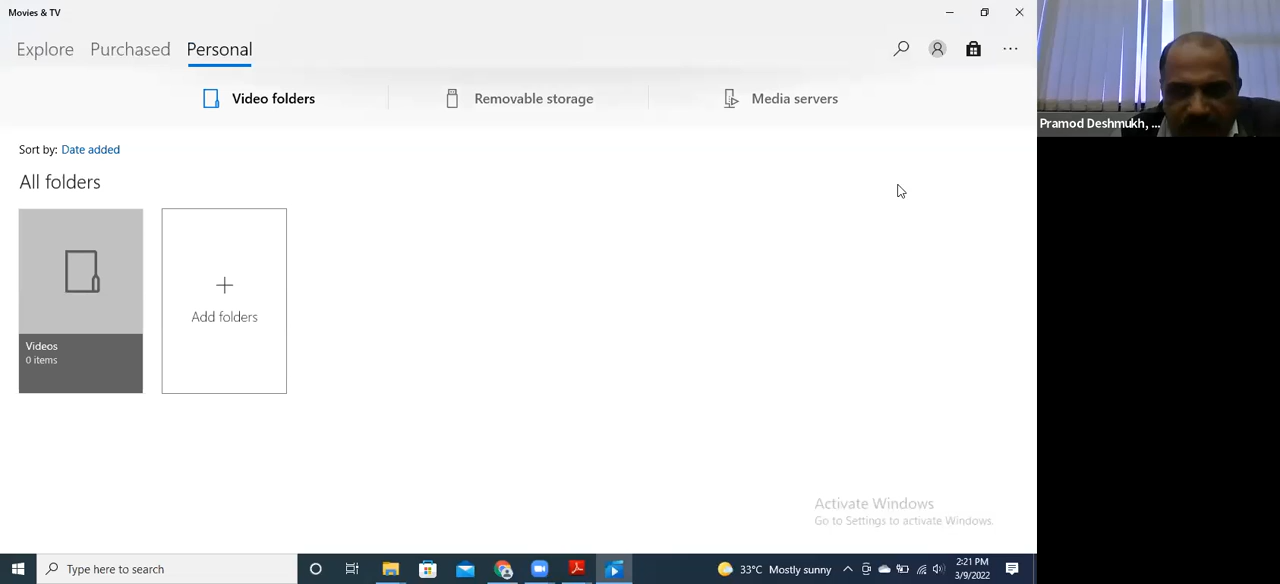 Movies & TV
Explore Purchased Personal
Video folders Removable storage Media servers
Sort by: Date added
All folders
Videos
0 items
Add folders
Activate Windows
Go to Settings to activate Windows.
Type here to search
33°C Mostly sunny
2:21 PM
3/9/2022
Pramod Deshmukh, ...